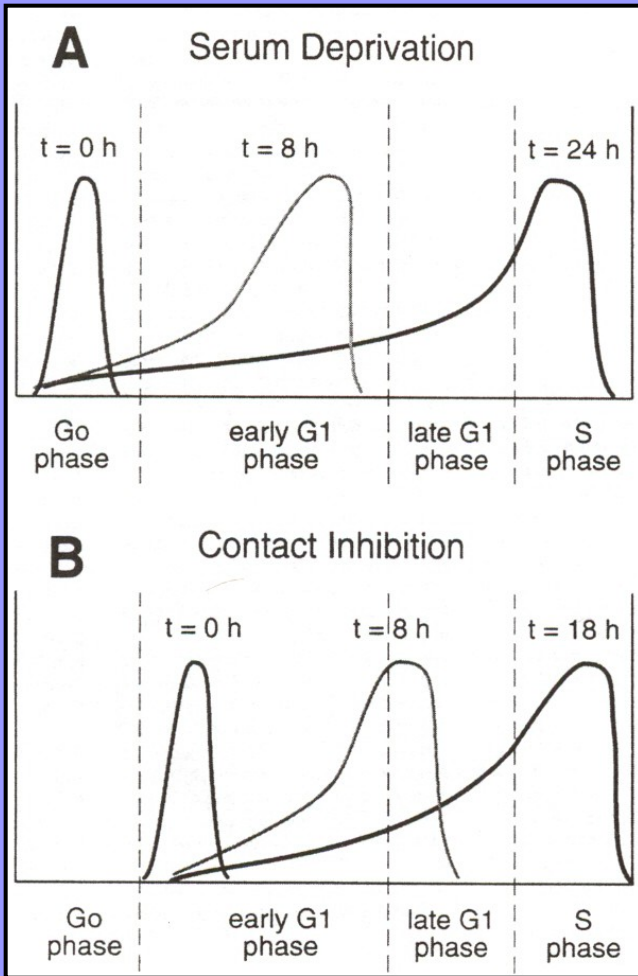 A Serum Deprivation
t = 0 h t = 8 h t = 24 h
Go early G1 late G1 S
phase phase phase phase
B Contact Inhibition
t = 0 h t = 8 h t = 18 h
Go early G1 late G1 S
phase phase phase phase